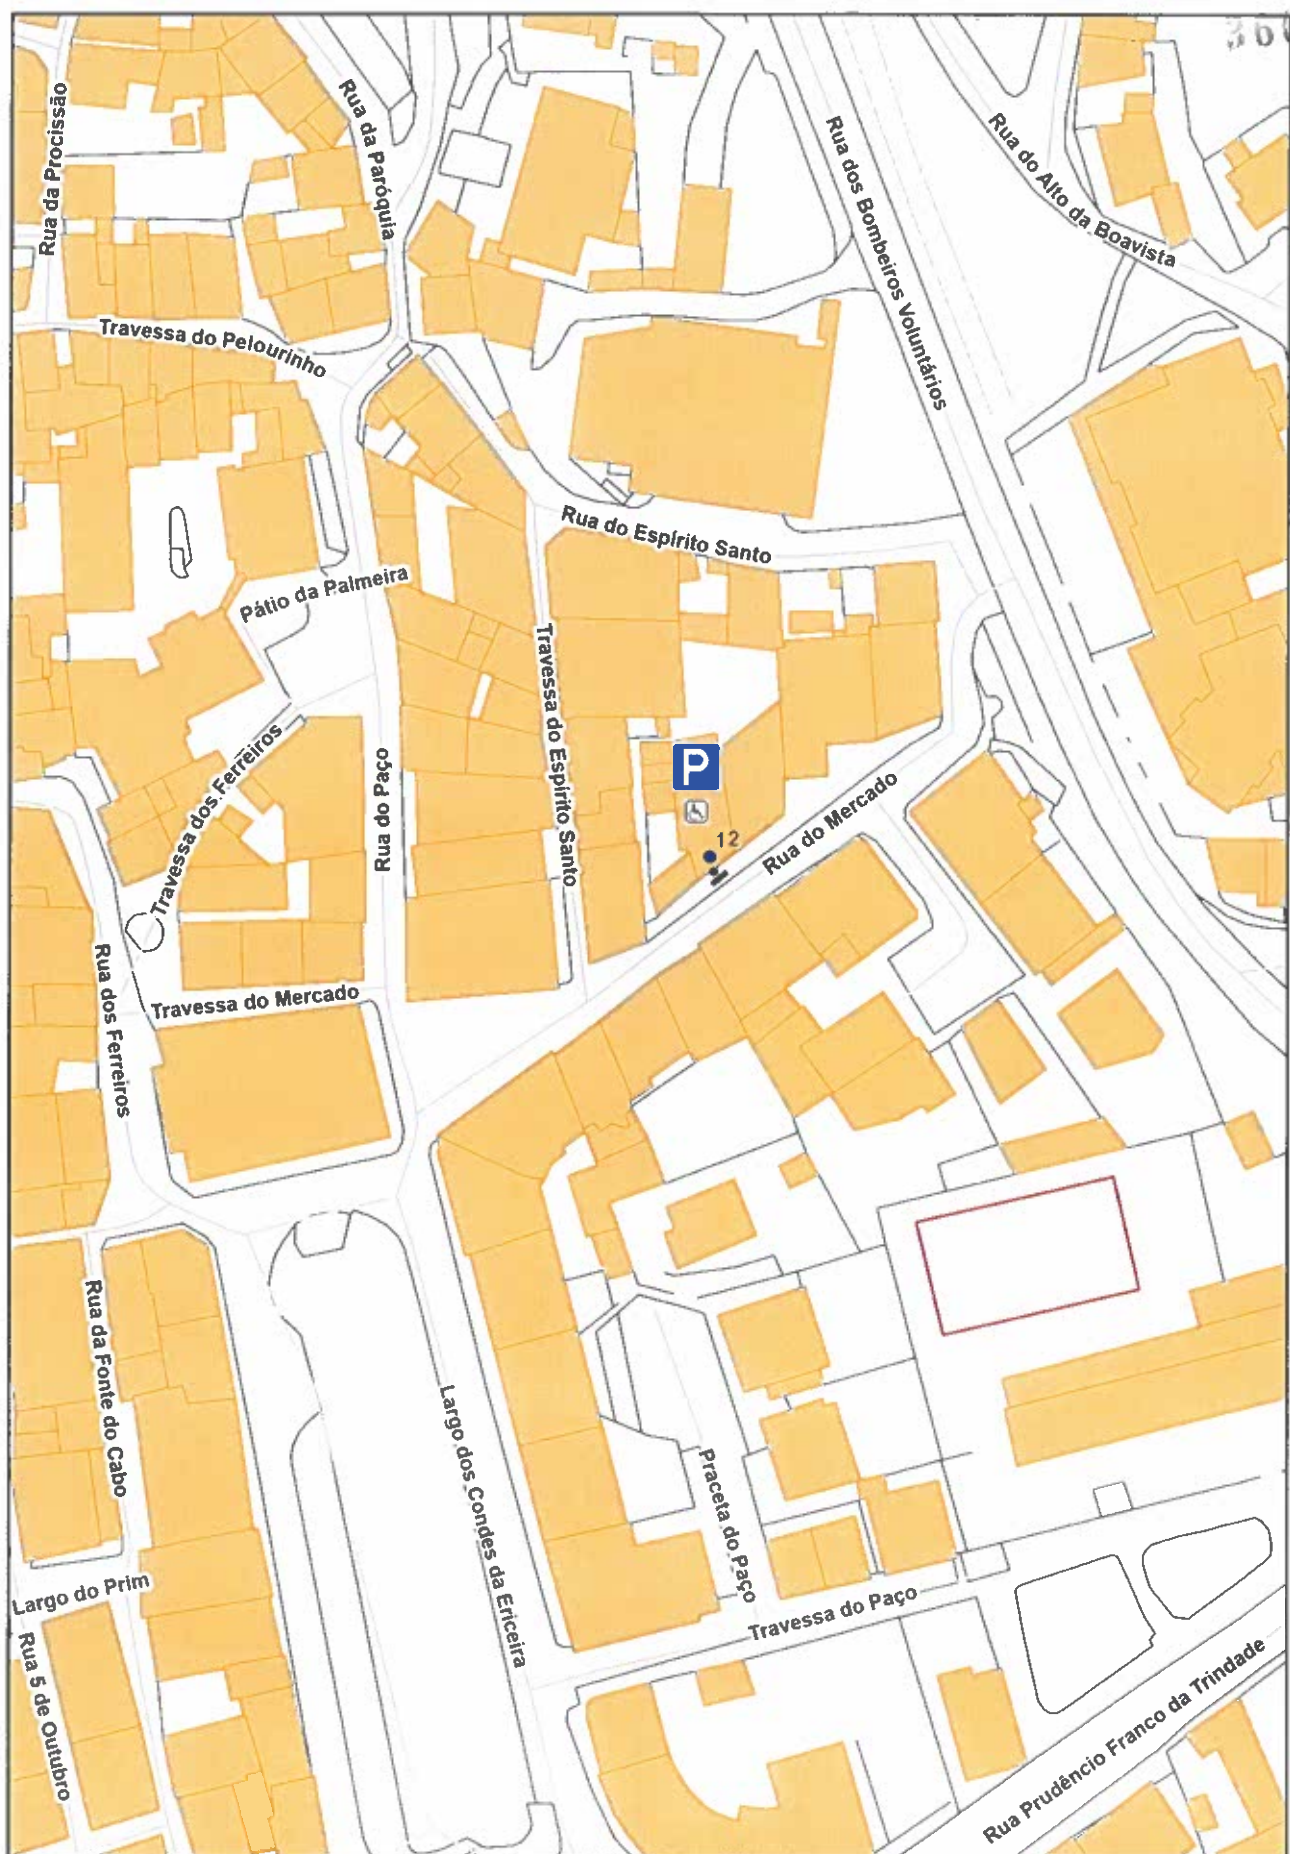 Rua da Procissão
Rua da Paróquia
Rua dos Bombeiros Voluntários
Rua do Alto da Boavista
Travessa do Pelourinho
Rua do Espírito Santo
Pátio da Palmeira
Travessa do Espírito Santo
Travessa dos Ferreiros
Rua do Paço
P
12
Rua do Mercado
Rua dos Ferreiros
Travessa do Mercado
Rua da Fonte do Cabo
Largo dos Condes da Ericeira
Praceta do Paço
Largo do Prim
Travessa do Paço
Rua 5 de Outubro
Rua Prudêncio Franco da Trindade